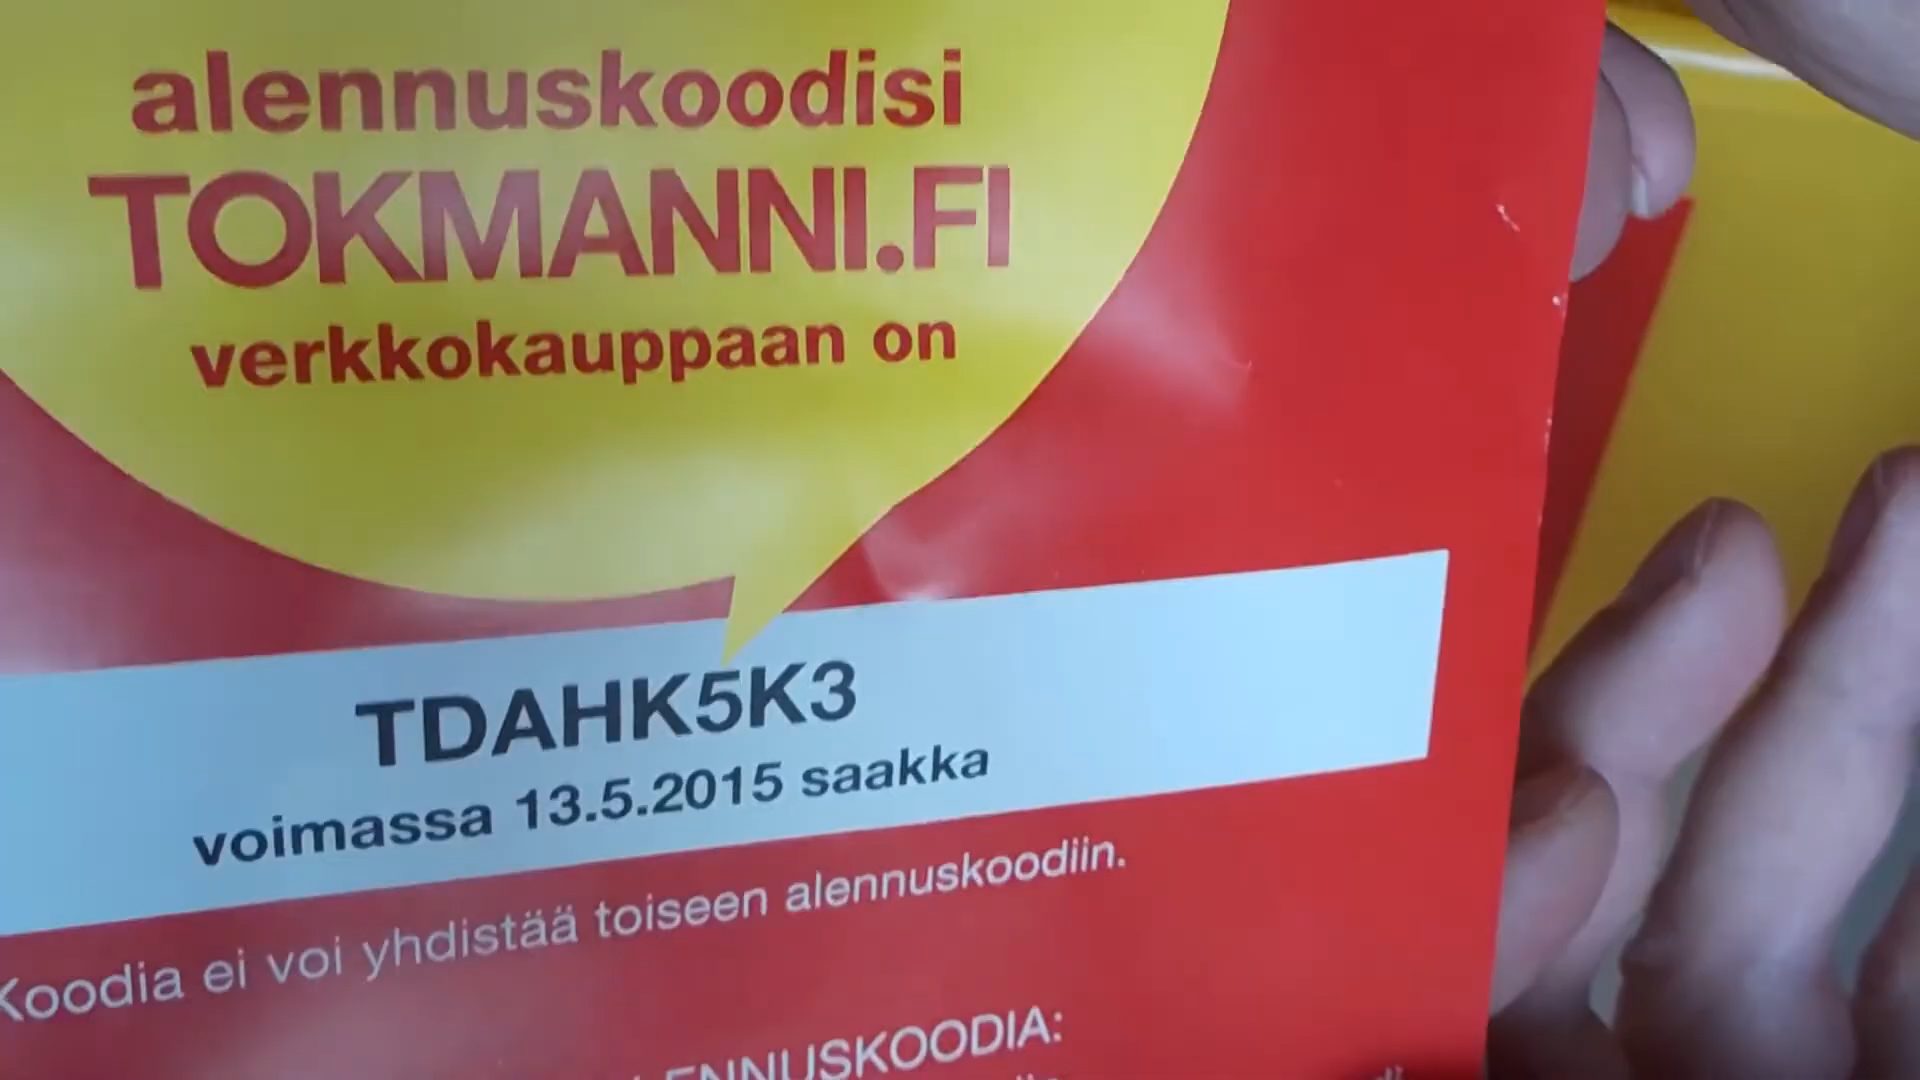 alennuskoodisi
TOKMANNI.FI
verkkokauppaan on
TDAHK5K3
voimassa 13.5.2015 saakka
Koodia ei voi yhdistää toiseen alennuskoodiin.
ALENNUSKOODIA: